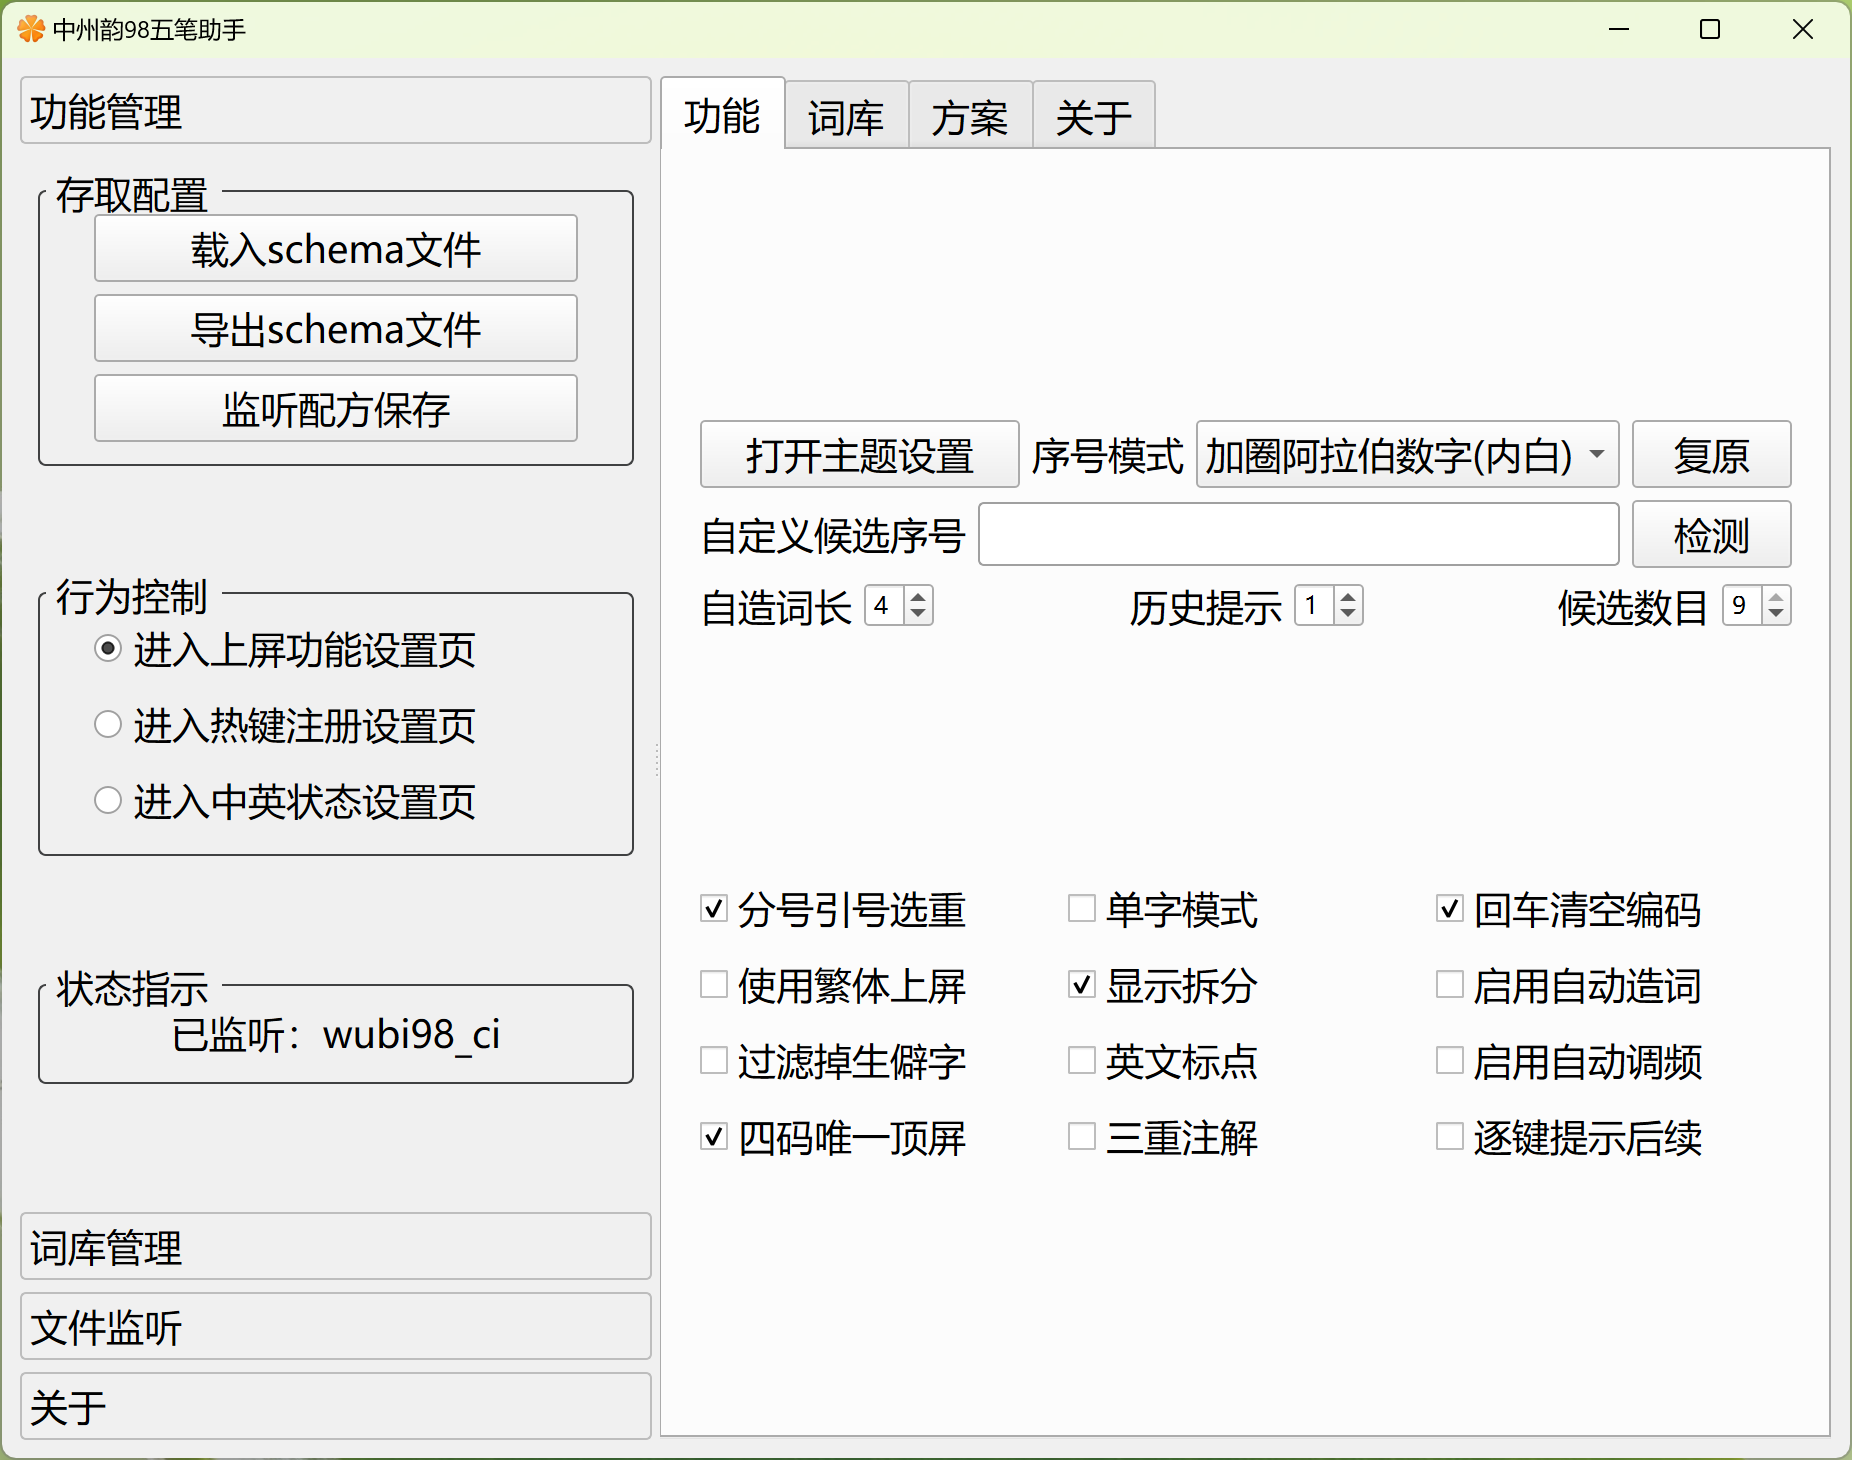 中州韵98五笔助手
功能管理
存取配置
载入schema文件
导出schema文件
监听配方保存
行为控制
进入上屏功能设置页
进入热键注册设置页
进入中英状态设置页
状态指示
已监听：wubi98_ci
词库管理
文件监听
关于
功能 词库 方案 关于
打开主题设置 序号模式 加圈阿拉伯数字(内白) 复原
自定义候选序号 检测
自造词长 4 历史提示 1 候选数目 9
分号引号选重 单字模式 回车清空编码
使用繁体上屏 显示拆分 启用自动造词
过滤掉生僻字 英文标点 启用自动调频
四码唯一顶屏 三重注解 逐键提示后续